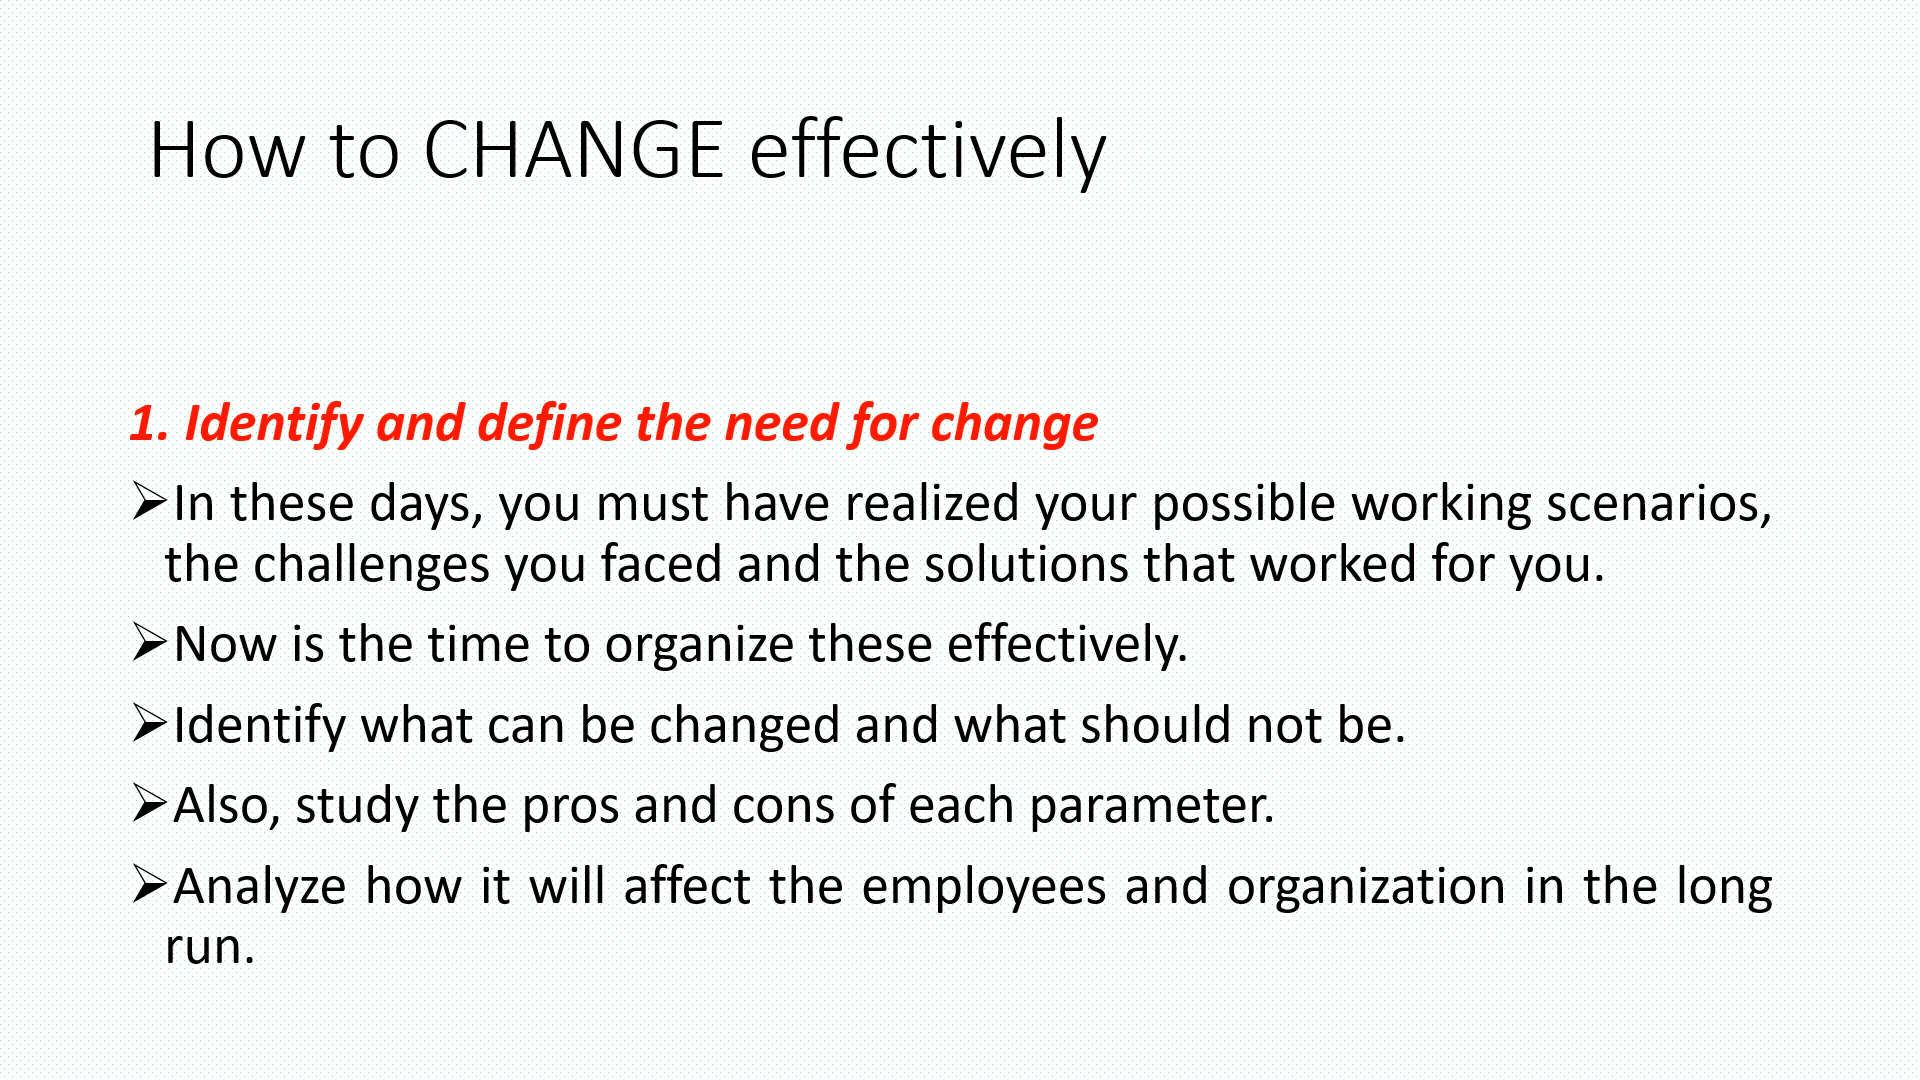 How to CHANGE effectively
1. Identify and define the need for change
➢In these days, you must have realized your possible working scenarios,
the challenges you faced and the solutions that worked for you.
➢Now is the time to organize these effectively.
➢Identify what can be changed and what should not be.
➢Also, study the pros and cons of each parameter.
➢Analyze how it will affect the employees and organization in the long
run.